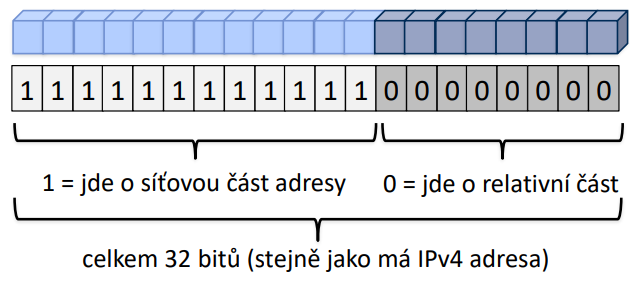 1 1 1 1 1 1 1 1 1 1 1 1 0 0 0 0 0 0 0 0
1 = jde o síťovou část adresy 0 = jde o relativní část
celkem 32 bitů (stejně jako má IPv4 adresa)